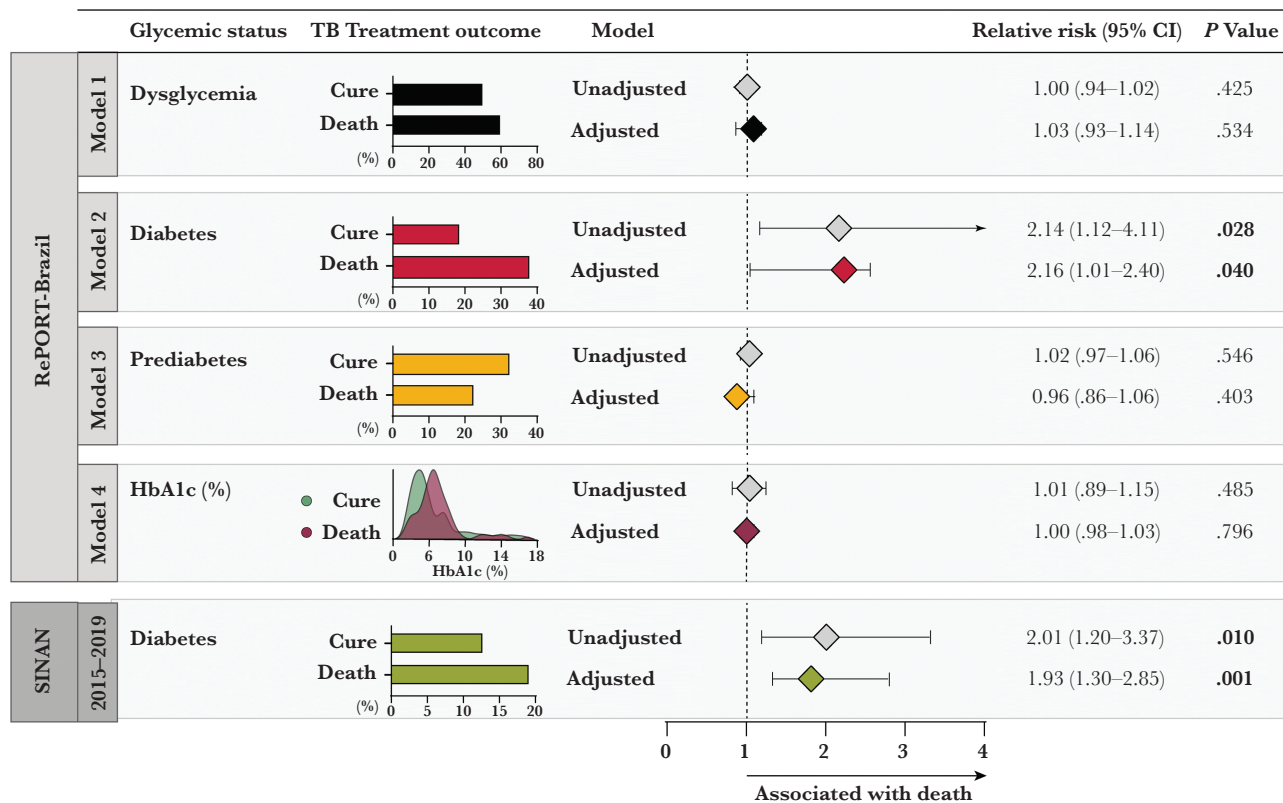 Glycemic status TB Treatment outcome Model Relative risk (95% CI) P Value
RePORT-Brazil
Model 1
Dysglycemia
Cure
Death
(%) 0 20 40 60 80
Unadjusted 1.00 (.94–1.02) .425
Adjusted 1.03 (.93–1.14) .534
Model 2
Diabetes
Cure
Death
(%) 0 10 20 30 40
Unadjusted 2.14 (1.12–4.11) .028
Adjusted 2.16 (1.01–2.40) .040
Model 3
Prediabetes
Cure
Death
(%) 0 10 20 30 40
Unadjusted 1.02 (.97–1.06) .546
Adjusted 0.96 (.86–1.06) .403
Model 4
HbA1c (%)
Cure
Death
0 6 10 14 18
HbA1c (%)
Unadjusted 1.01 (.89–1.15) .485
Adjusted 1.00 (.98–1.03) .796
SINAN
2015–2019
Diabetes
Cure
Death
(%) 0 5 10 15 20
Unadjusted 2.01 (1.20–3.37) .010
Adjusted 1.93 (1.30–2.85) .001
0 1 2 3 4
Associated with death